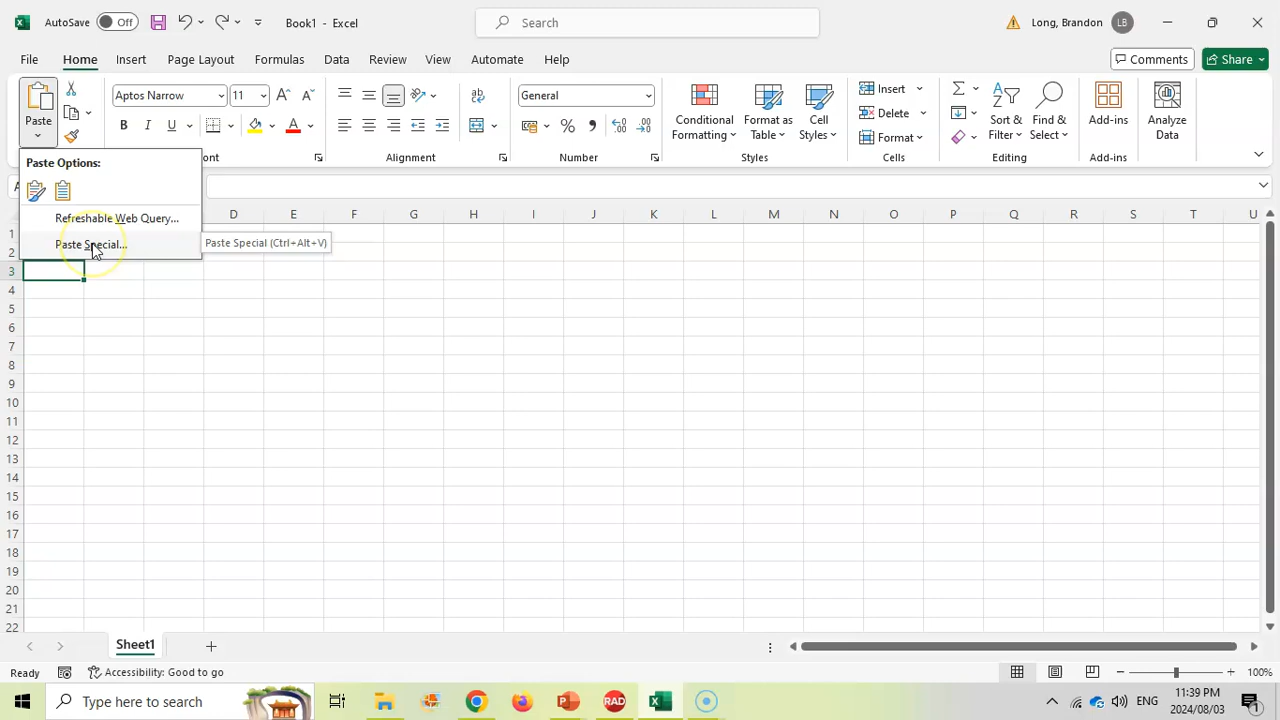 AutoSave Off Book1 - Excel Search Long, Brandon LB
File Home Insert Page Layout Formulas Data Review View Automate Help Comments Share
Paste Aptos Narrow 11 B I U General Conditional Formatting Format as Table Cell Styles Insert Delete Format Sort & Filter Find & Select Add-ins Analyze Data
ont Alignment Number Styles Cells Editing Add-ins
Paste Options:
Refreshable Web Query...
Paste Special...
Paste Special (Ctrl+Alt+V)
D E F G H I J K L M N O P Q R S T U
1
2
3
4
5
6
7
8
9
10
11
12
13
14
15
16
17
18
19
20
21
22
Sheet1
Ready Accessibility: Good to go 100%
Type here to search RAD ENG 11:39 PM
2024/08/03 1